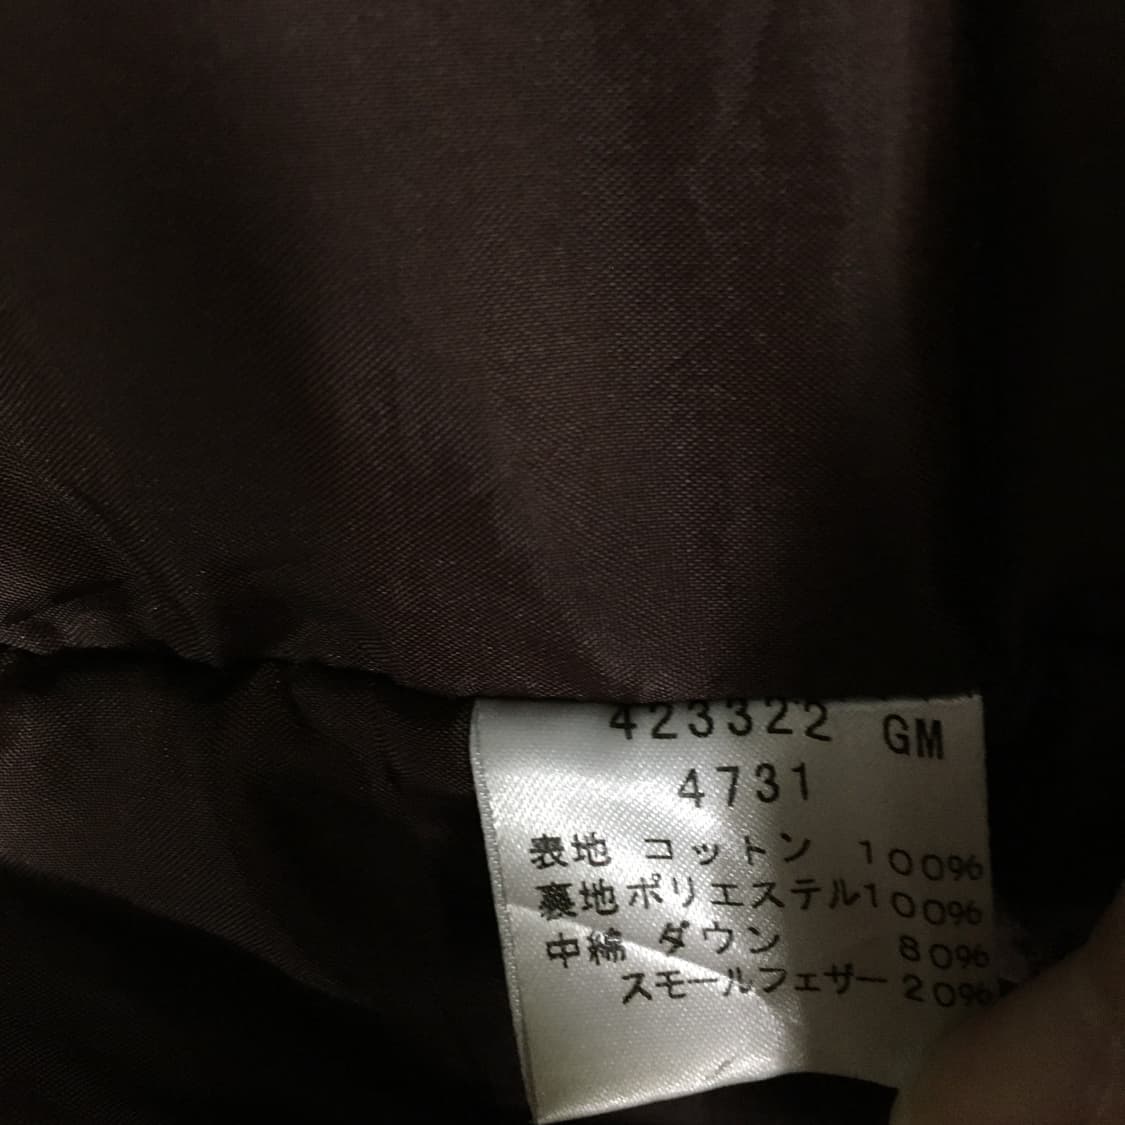 423322 GM
4731
表地 コットン 100%
裏地ポリエステル100%
中綿 ダウン 80%
スモールフェザー 20%